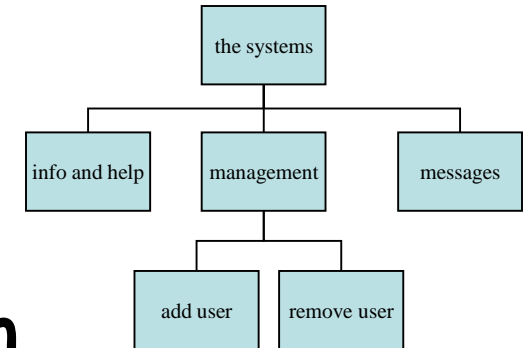 the systems
info and help
management
messages
add user
remove user